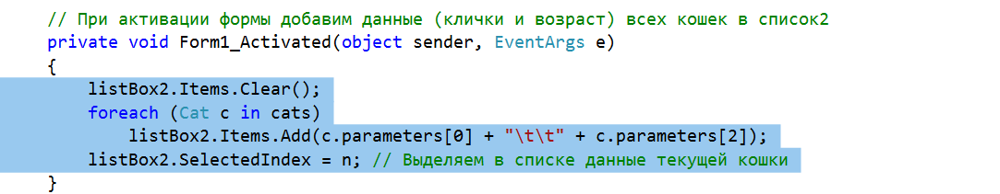 // При активации формы добавим данные (клички и возраст) всех кошек в список2
private void Form1_Activated(object sender, EventArgs e)
{
listBox2.Items.Clear();
foreach (Cat c in cats)
listBox2.Items.Add(c.parameters[0] + "\t\t" + c.parameters[2]);
listBox2.SelectedIndex = n; // Выделяем в списке данные текущей кошки
}